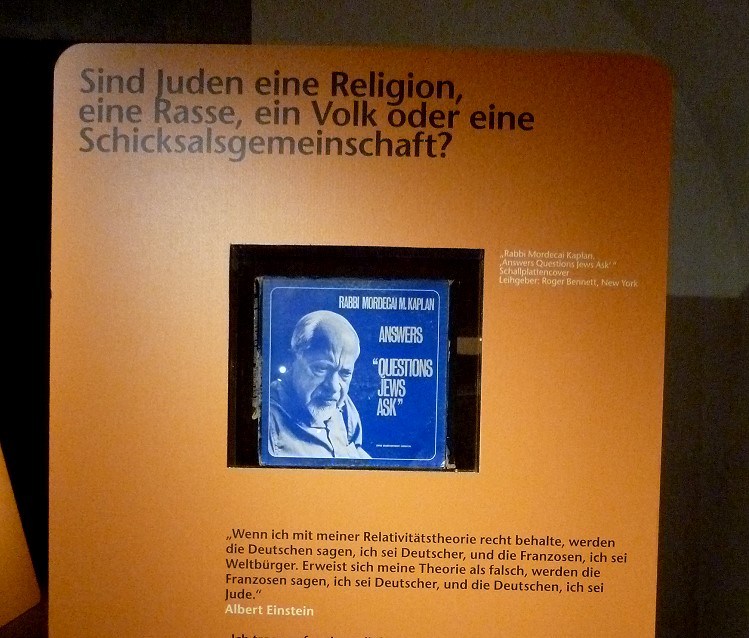 Sind Juden eine Religion,
eine Rasse, ein Volk oder eine
Schicksalsgemeinschaft?
„Rabbi Mordecai Kaplan.
‚Answers Questions Jews Ask‘“
Schallplattencover
Leihgeber: Roger Bennett, New York
RABBI MORDECAI M. KAPLAN
ANSWERS
“QUESTIONS
JEWS
ASK”
„Wenn ich mit meiner Relativitätstheorie recht behalte, werden
die Deutschen sagen, ich sei Deutscher, und die Franzosen, ich sei
Weltbürger. Erweist sich meine Theorie als falsch, werden die
Franzosen sagen, ich sei Deutscher, und die Deutschen, ich sei
Jude.“
Albert Einstein